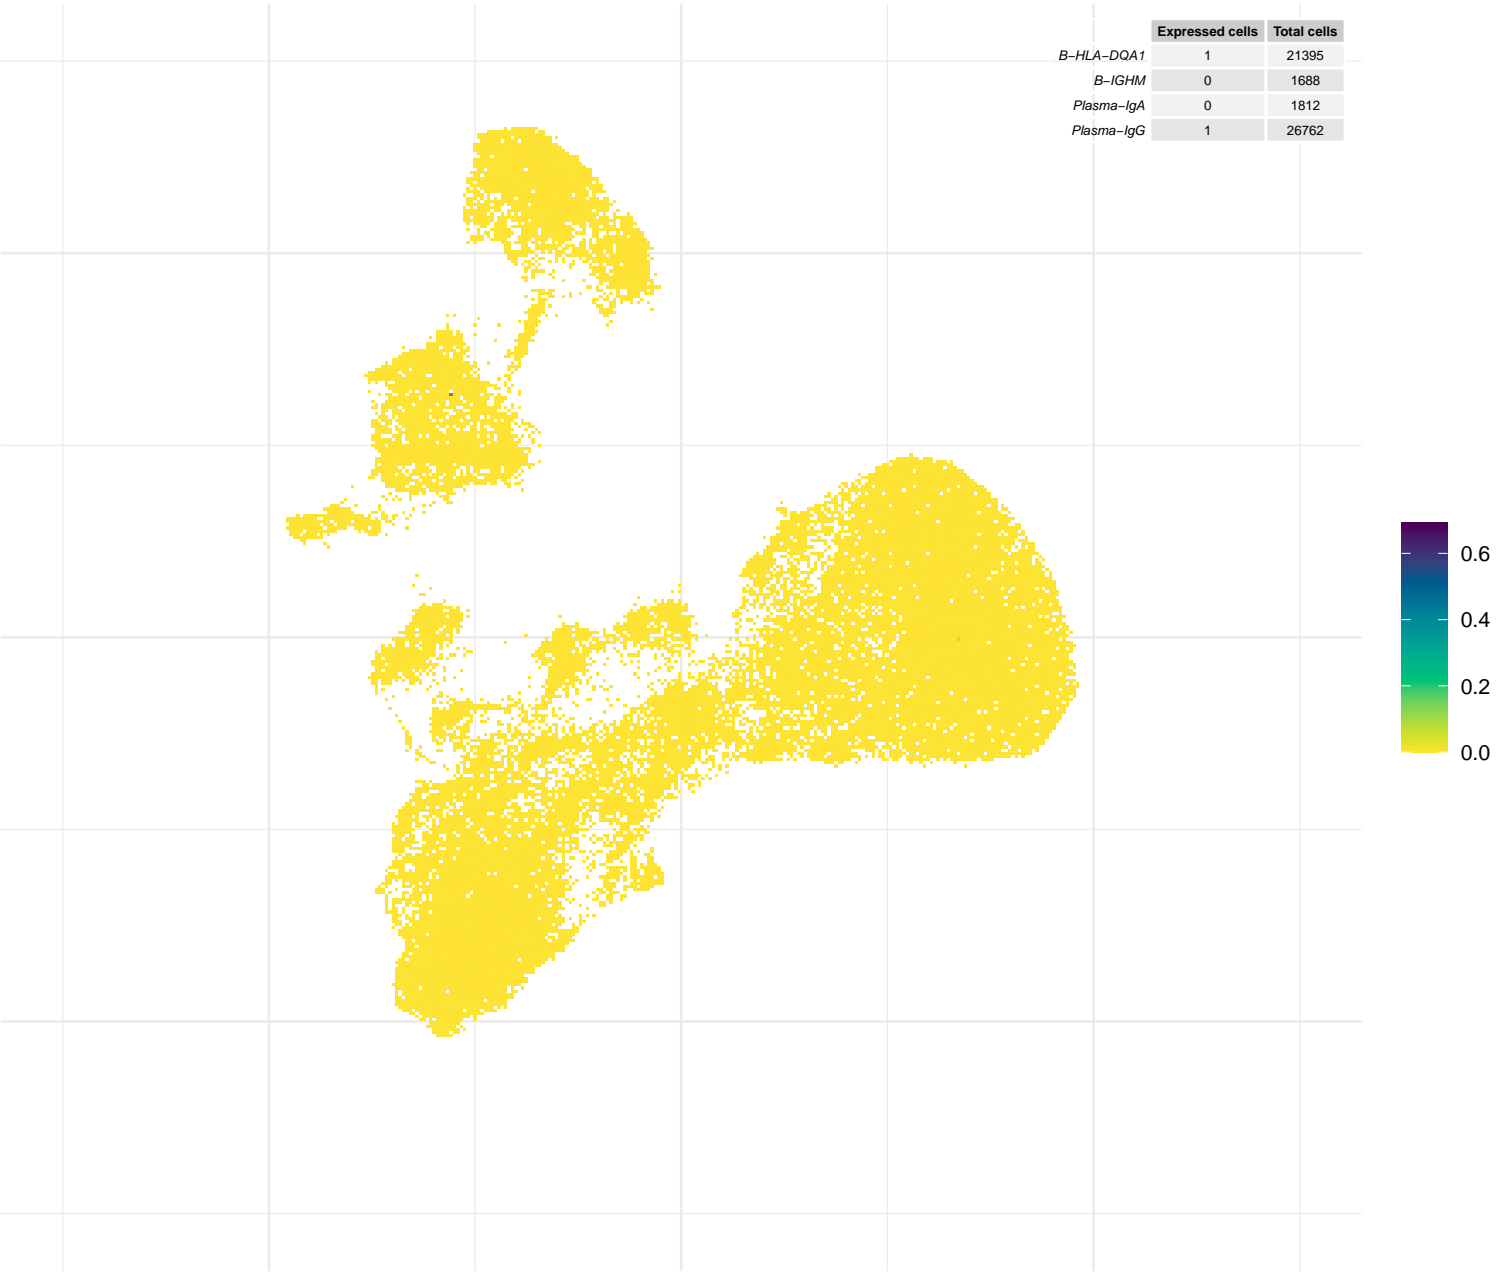 Expressed cells Total cells
B−HLA−DQA1 1 21395
B−IGHM 0 1688
Plasma−IgA 0 1812
Plasma−IgG 1 26762
0.6
0.4
0.2
0.0